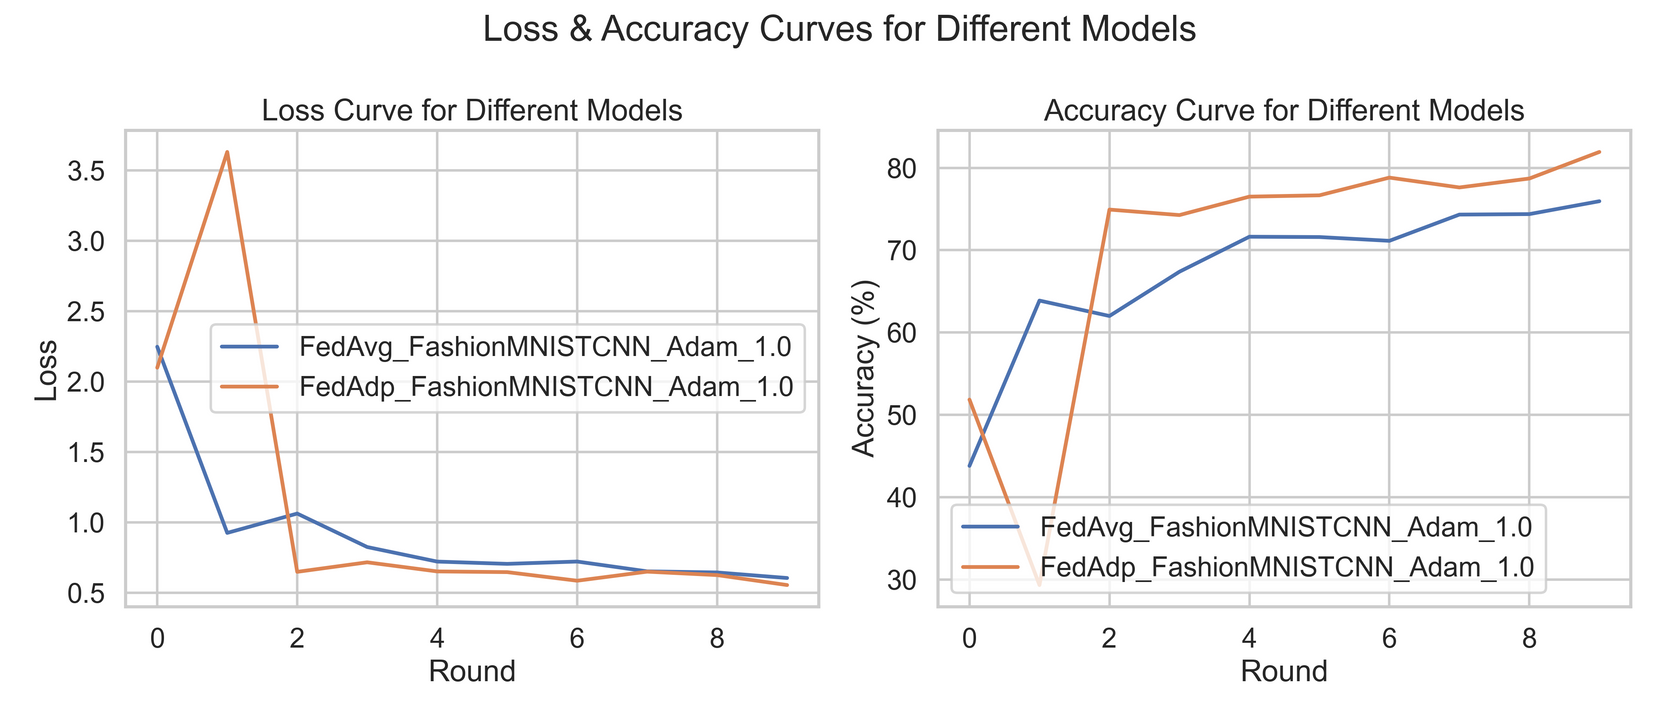 Loss & Accuracy Curves for Different Models
Loss Curve for Different Models
3.5
3.0
2.5
2.0
1.5
1.0
0.5
Loss
FedAvg_FashionMNISTCNN_Adam_1.0
FedAdp_FashionMNISTCNN_Adam_1.0
0 2 4 6 8
Round
Accuracy Curve for Different Models
80
70
60
50
40
30
Accuracy (%)
FedAvg_FashionMNISTCNN_Adam_1.0
FedAdp_FashionMNISTCNN_Adam_1.0
0 2 4 6 8
Round